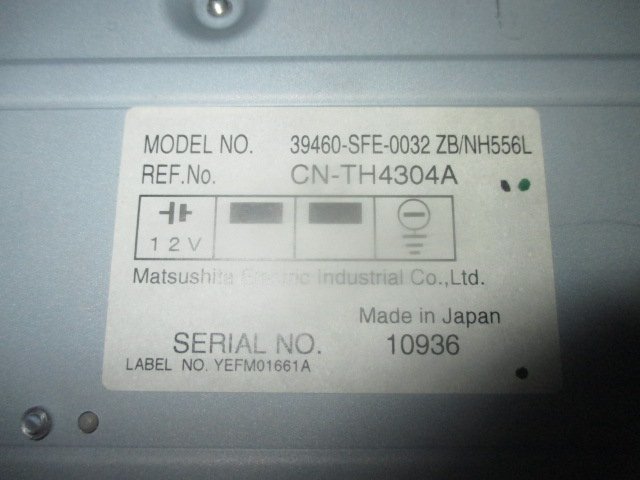 MODEL NO. 39460-SFE-0032 ZB/NH556L
REF.No. CN-TH4304A
12V
Matsushita Electric Industrial Co.,Ltd.
Made in Japan
SERIAL NO. 10936
LABEL NO. YEFM01661A